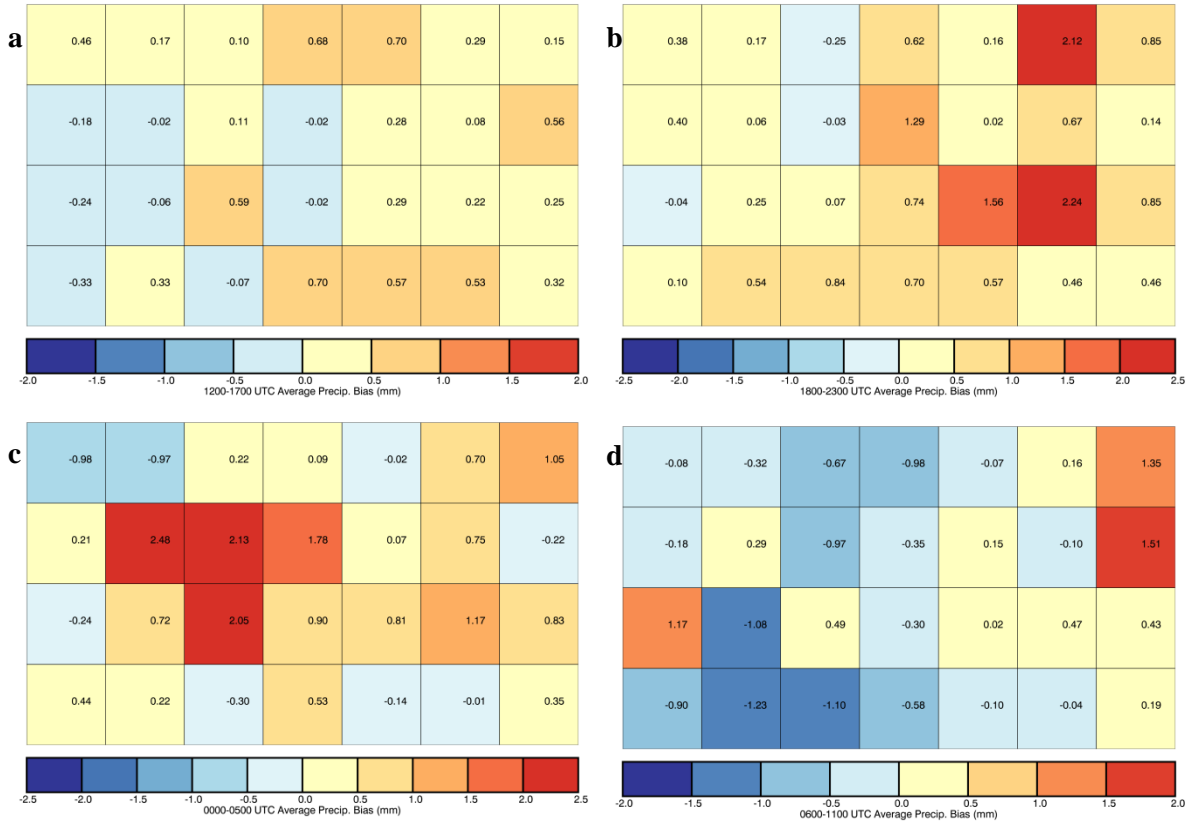 a
0.46 0.17 0.10 0.68 0.70 0.29 0.15
-0.18 -0.02 0.11 -0.02 0.28 0.08 0.56
-0.24 -0.06 0.59 -0.02 0.29 0.22 0.25
-0.33 0.33 -0.07 0.70 0.57 0.53 0.32
-2.0 -1.5 -1.0 -0.5 0.0 0.5 1.0 1.5 2.0
1200-1700 UTC Average Precip. Bias (mm)
b
0.38 0.17 -0.25 0.62 0.16 2.12 0.85
0.40 0.06 -0.03 1.29 0.02 0.67 0.14
-0.04 0.25 0.07 0.74 1.56 2.24 0.85
0.10 0.54 0.84 0.70 0.57 0.46 0.46
-2.5 -2.0 -1.5 -1.0 -0.5 0.0 0.5 1.0 1.5 2.0 2.5
1800-2300 UTC Average Precip. Bias (mm)
c
-0.98 -0.97 0.22 0.09 -0.02 0.70 1.05
0.21 2.48 2.13 1.78 0.07 0.75 -0.22
-0.24 0.72 2.05 0.90 0.81 1.17 0.83
0.44 0.22 -0.30 0.53 -0.14 -0.01 0.35
-2.5 -2.0 -1.5 -1.0 -0.5 0.0 0.5 1.0 1.5 2.0 2.5
0000-0500 UTC Average Precip. Bias (mm)
d
-0.08 -0.32 -0.67 -0.98 -0.07 0.16 1.35
-0.18 0.29 -0.97 -0.35 0.15 -0.10 1.51
1.17 -1.08 0.49 -0.30 0.02 0.47 0.43
-0.90 -1.23 -1.10 -0.58 -0.10 -0.04 0.19
-2.0 -1.5 -1.0 -0.5 0.0 0.5 1.0 1.5 2.0
0600-1100 UTC Average Precip. Bias (mm)